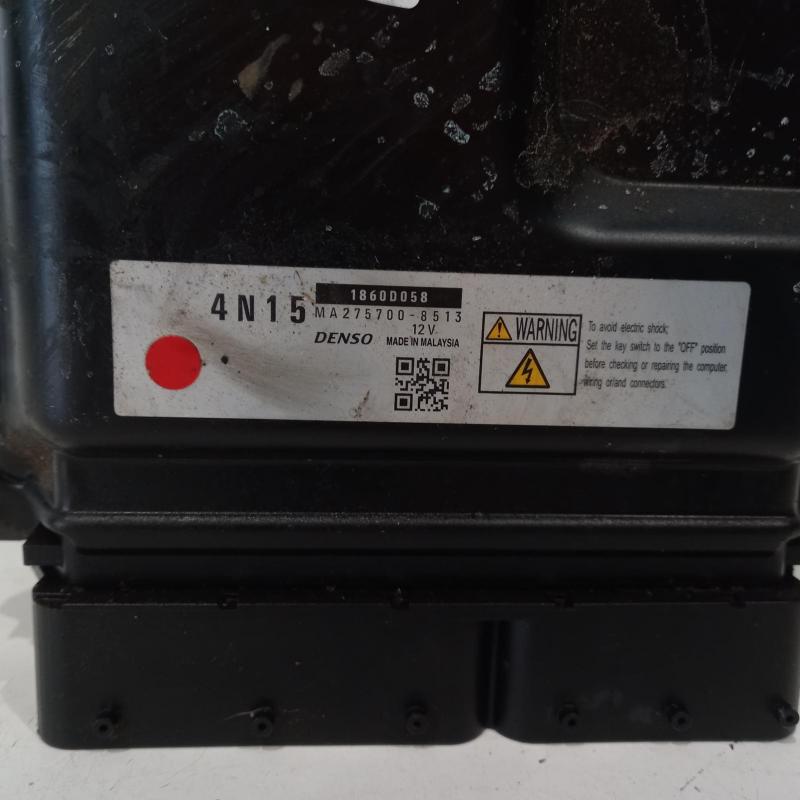 4N15
1860D058
MA275700-8513
12V
DENSO MADE IN MALAYSIA
WARNING
To avoid electric shock;
Set the key switch to the "OFF" position
before checking or repairing the computer,
wiring or/and connectors.